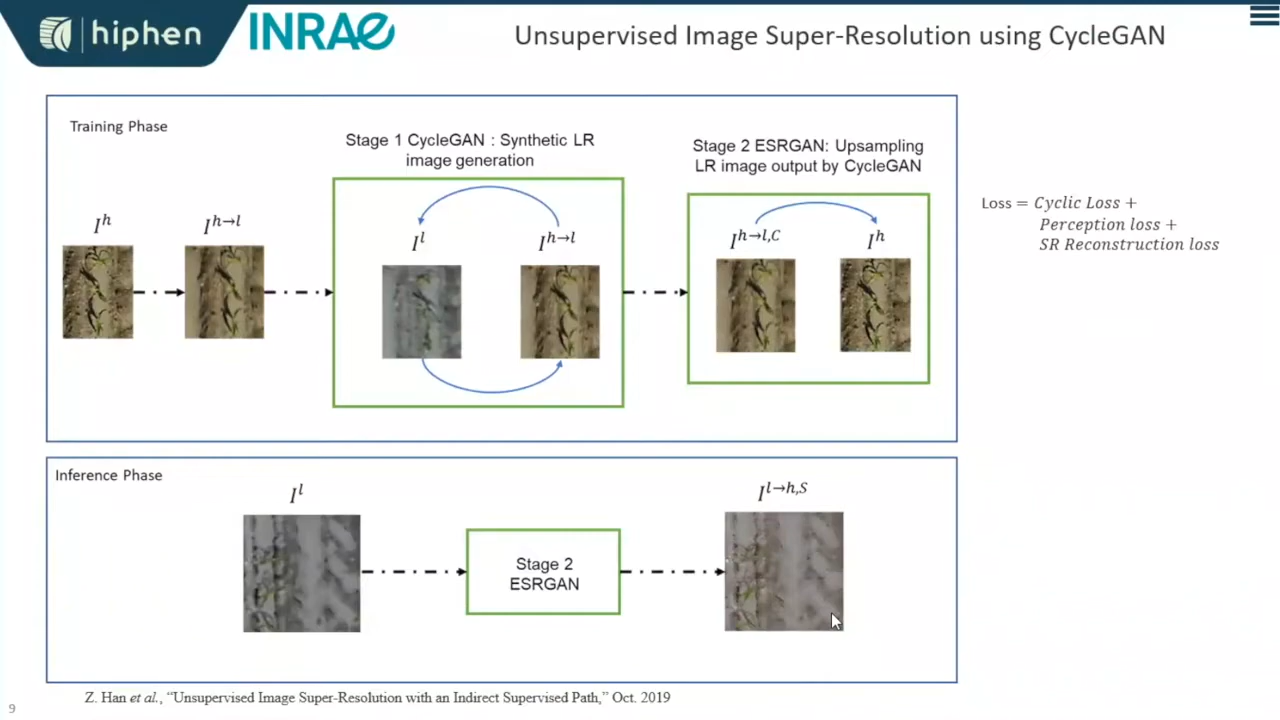 hiphen
INRAE
Unsupervised Image Super-Resolution using CycleGAN
Training Phase
Stage 1 CycleGAN : Synthetic LR
image generation
Stage 2 ESRGAN: Upsampling
LR image output by CycleGAN
I^h
I^{h→l}
I^l
I^{h→l}
I^{h→l,C}
I^h
Loss = Cyclic Loss +
Perception loss +
SR Reconstruction loss
Inference Phase
I^l
I^{l→h,S}
Stage 2
ESRGAN
Z. Han et al., “Unsupervised Image Super-Resolution with an Indirect Supervised Path,” Oct. 2019
9